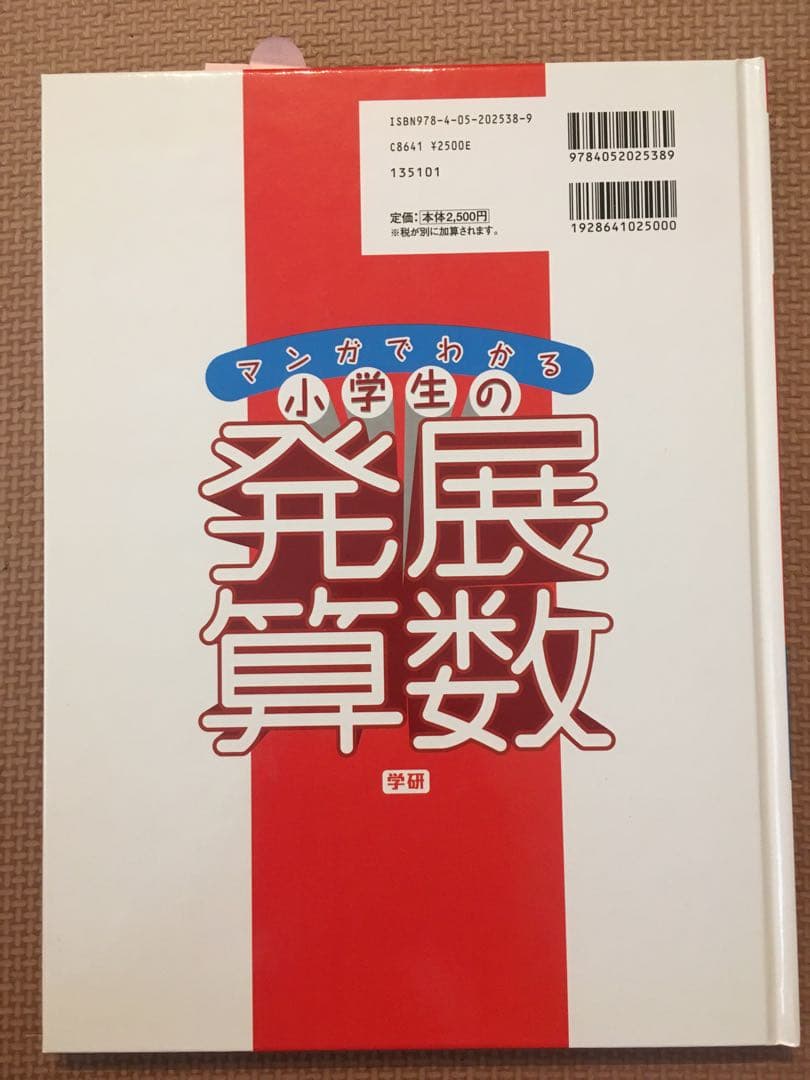 ISBN978-4-05-202538-9
C8641 ¥2500E
135101
定価:本体2,500円
※税が別に加算されます。
9784052025389
1928641025000
マンガでわかる
小学生の
発展
算数
学研